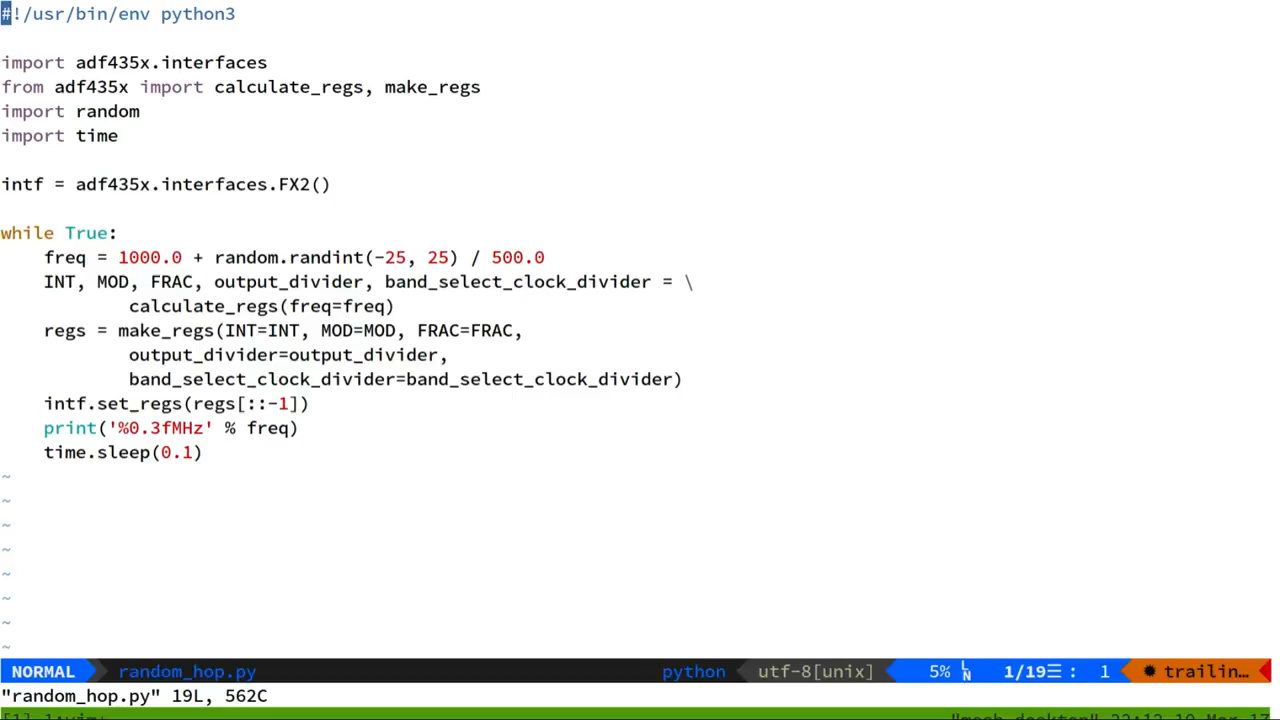 #!/usr/bin/env python3
import adf435x.interfaces
from adf435x import calculate_regs, make_regs
import random
import time
intf = adf435x.interfaces.FX2()
while True:
    freq = 1000.0 + random.randint(-25, 25) / 500.0
    INT, MOD, FRAC, output_divider, band_select_clock_divider = \
            calculate_regs(freq=freq)
    regs = make_regs(INT=INT, MOD=MOD, FRAC=FRAC,
            output_divider=output_divider,
            band_select_clock_divider=band_select_clock_divider)
    intf.set_regs(regs[::-1])
    print('%0.3fMHz' % freq)
    time.sleep(0.1)
~
~
~
~
~
~
~
~
NORMAL random_hop.py python utf-8[unix] 5% LN 1/19☰ : 1 ✹ trailin…
"random_hop.py" 19L, 562C